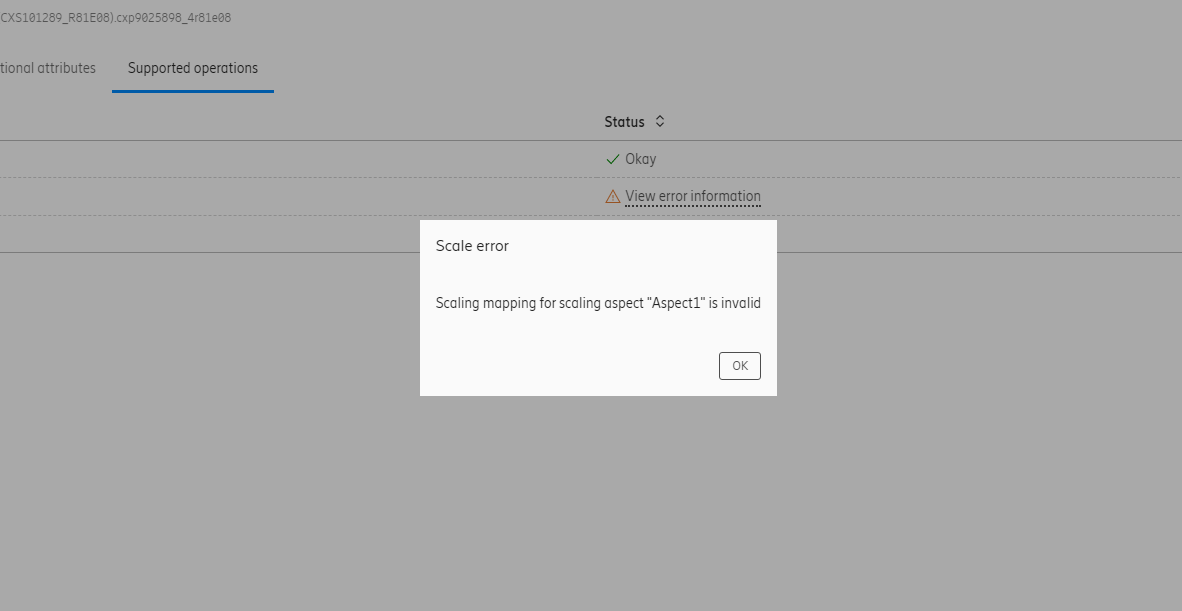 CXS101289_R81E08).cxp9025898_4r81e08
tional attributes Supported operations
Status
Okay
View error information
Scale error
Scaling mapping for scaling aspect "Aspect1" is invalid
OK